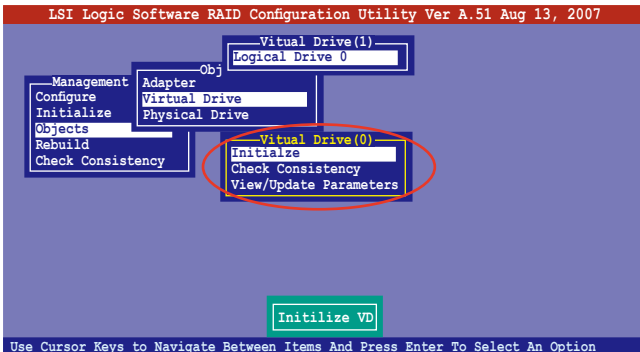 LSI Logic Software RAID Configuration Utility Ver A.51 Aug 13, 2007
Vitual Drive(1)
Logical Drive 0
Obj
Adapter
Virtual Drive
Physical Drive
Management
Configure
Initialize
Objects
Rebuild
Check Consistency
Vitual Drive(0)
Initialze
Check Consistency
View/Update Parameters
Initilize VD
Use Cursor Keys to Navigate Between Items And Press Enter To Select An Option